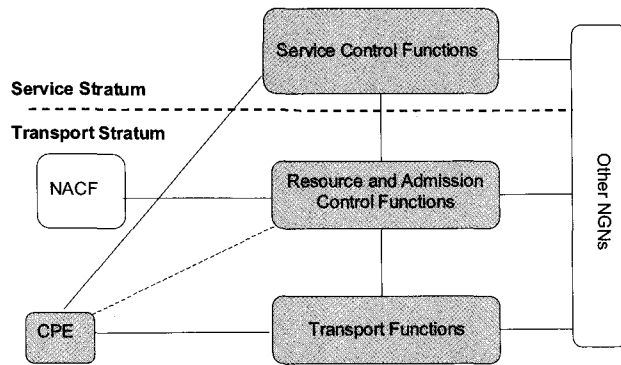 Service Control Functions
Service Stratum
Transport Stratum
NACF
Resource and Admission
Control Functions
Other NGNs
CPE
Transport Functions